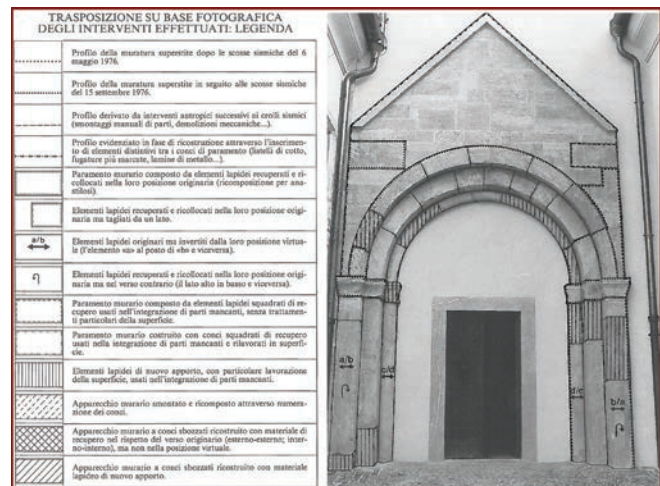 TRASPOSIZIONE SU BASE FOTOGRAFICA
DEGLI INTERVENTI EFFETTUATI: LEGENDA
Profilo della muratura superstite dopo le scosse sismiche del 6
maggio 1976.
Profilo della muratura superstite in seguito alle scosse sismiche
del 15 settembre 1976.
Profilo derivato da interventi antropici successivi ai crolli sismici
(smontaggi manuali di parti, demolizioni meccaniche...).
Profilo evidenziato in fase di ricostruzione attraverso l'inserimen-
to di elementi distintivi tra i conci di paramento (listelli di cotto,
fugature più marcate, lamine di metallo...).
Paramento murario composto da elementi lapidei recuperati e ri-
collocati nella loro posizione originaria (ricomposizione per ana-
stilosi).
Elementi lapidei recuperati e ricollocati nella loro posizione origi-
naria ma tagliati da un lato.
a/b
Elementi lapidei originari ma invertiti dalla loro posizione virtua-
le (l'elemento «a» al posto di «b» e viceversa).
Elementi lapidei recuperati e ricollocati nella loro posizione origi-
naria ma nel verso contrario (il lato alto in basso e viceversa).
Paramento murario composto da elementi lapidei squadrati di re-
cupero usati nell'integrazione di parti mancanti, senza trattamen-
ti particolari della superficie.
Paramento murario costruito con conci squadrati di recupero
usati nella integrazione di parti mancanti e rilavorati in superfi-
cie.
Elementi lapidei di nuovo apporto, con particolare lavorazione
della superficie, usati nell'integrazione di parti mancanti.
Apparecchio murario smontato e ricomposto attraverso numera-
zione dei conci.
Apparecchio murario a conci sbozzati ricostruito con materiale di
recupero nel rispetto del verso originario (esterno-esterno; inter-
no-interno), ma non nella posizione virtuale.
Apparecchio murario a conci sbozzati ricostruito con materiale
lapideo di nuovo apporto.
a/b
c/d
d/c
b/a